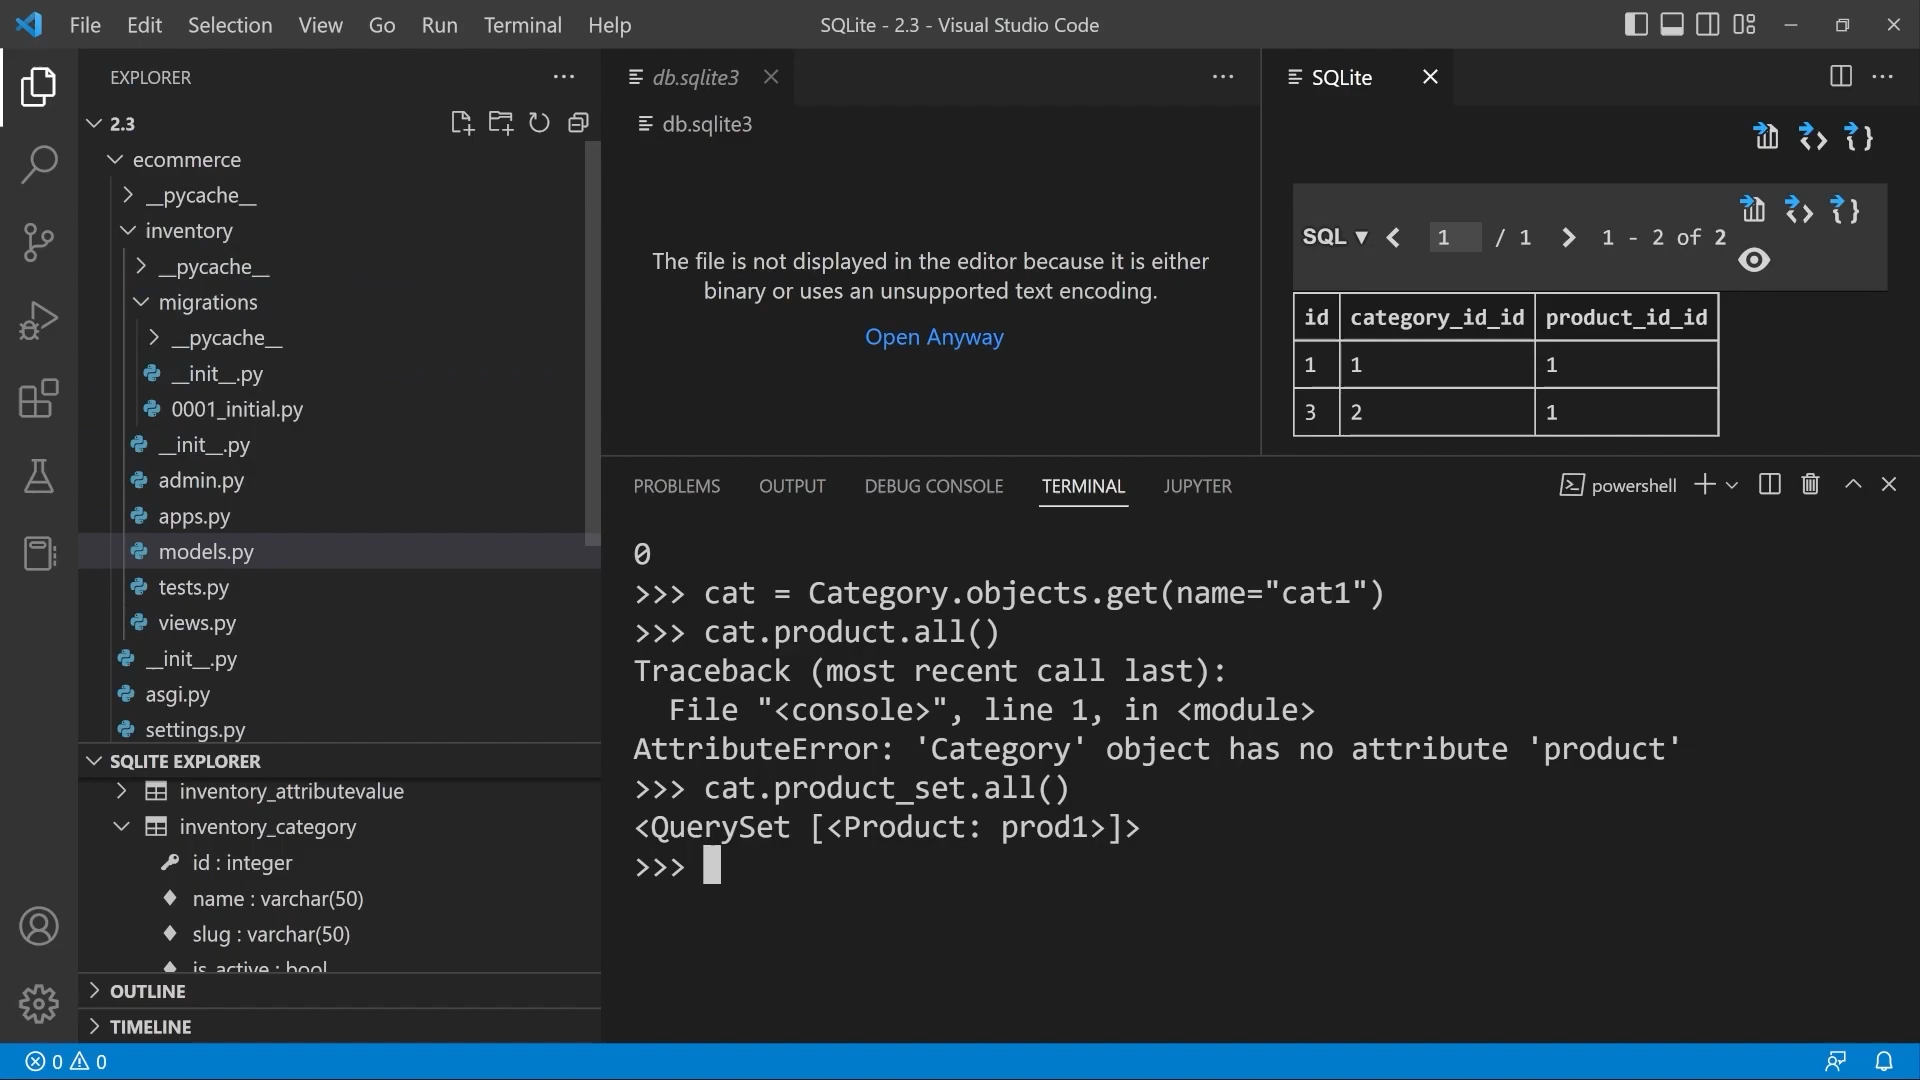 File Edit Selection View Go Run Terminal Help
SQLite - 2.3 - Visual Studio Code
EXPLORER
2.3
ecommerce
__pycache__
inventory
__pycache__
migrations
__pycache__
__init__.py
0001_initial.py
__init__.py
admin.py
apps.py
models.py
tests.py
views.py
__init__.py
asgi.py
settings.py
SQLITE EXPLORER
inventory_attributevalue
inventory_category
id : integer
name : varchar(50)
slug : varchar(50)
is_active : bool
OUTLINE
TIMELINE
db.sqlite3
db.sqlite3
The file is not displayed in the editor because it is either
binary or uses an unsupported text encoding.
Open Anyway
SQLite
SQL ▼ 1 / 1 1 - 2 of 2
id category_id_id product_id_id
1 1 1
3 2 1
PROBLEMS OUTPUT DEBUG CONSOLE TERMINAL JUPYTER
powershell
0
>>> cat = Category.objects.get(name="cat1")
>>> cat.product.all()
Traceback (most recent call last):
File "<console>", line 1, in <module>
AttributeError: 'Category' object has no attribute 'product'
>>> cat.product_set.all()
<QuerySet [<Product: prod1>]>
>>>
0 0